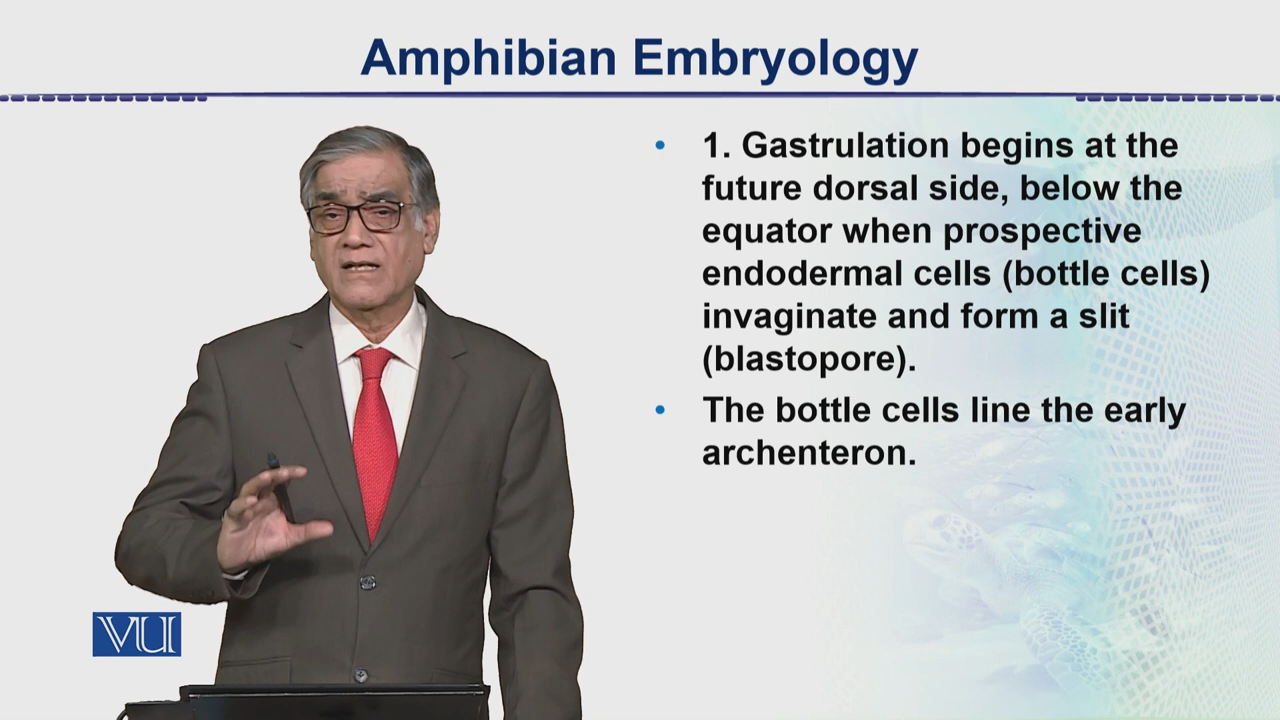 Amphibian Embryology
• 1. Gastrulation begins at the
future dorsal side, below the
equator when prospective
endodermal cells (bottle cells)
invaginate and form a slit
(blastopore).
• The bottle cells line the early
archenteron.
VU